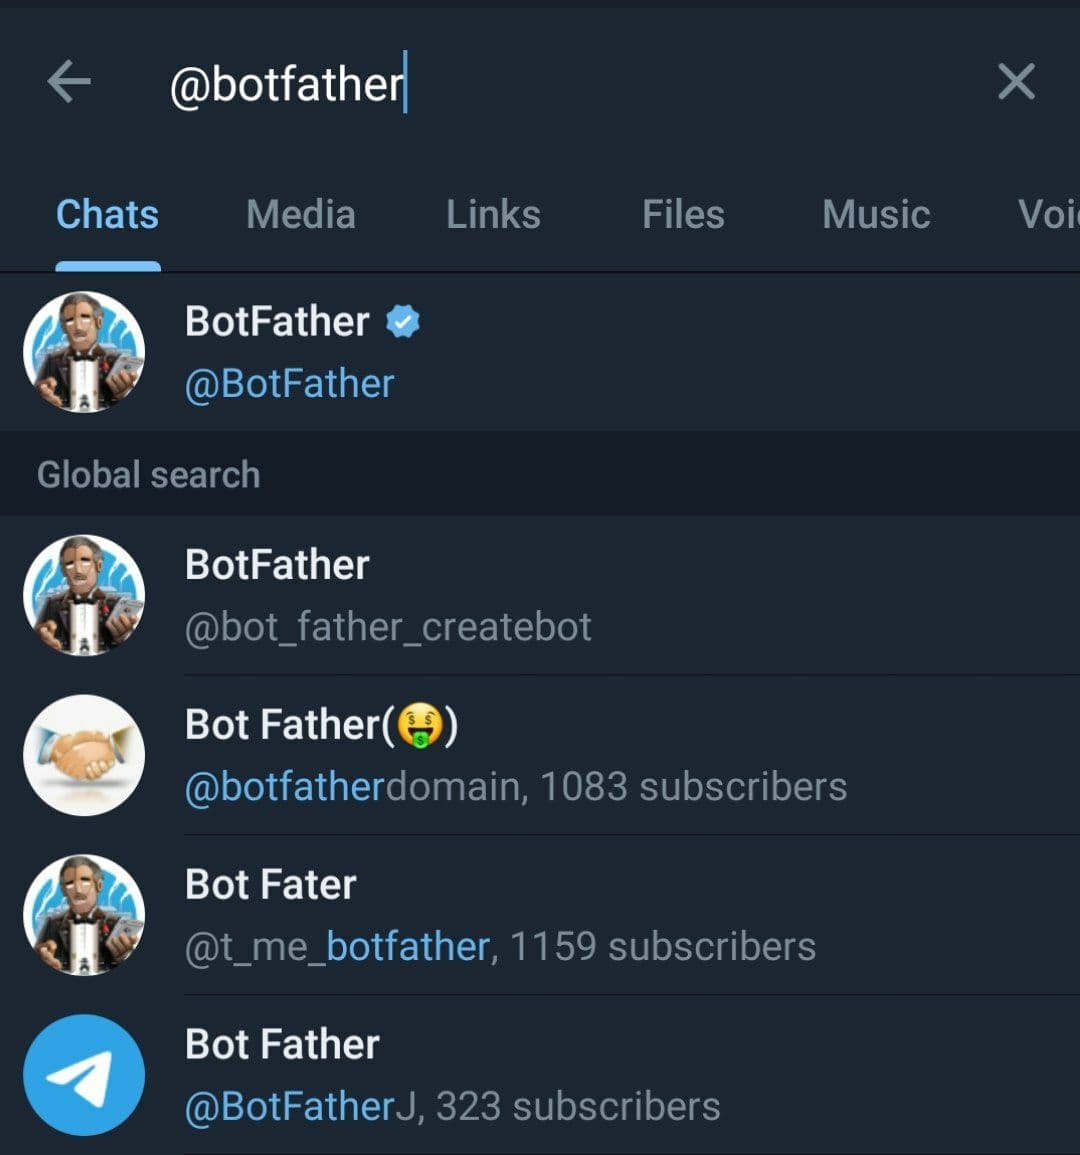 @botfather
Chats Media Links Files Music Voi
BotFather
@BotFather
Global search
BotFather
@bot_father_createbot
Bot Father(🤑)
@botfatherdomain, 1083 subscribers
Bot Fater
@t_me_botfather, 1159 subscribers
Bot Father
@BotFatherJ, 323 subscribers